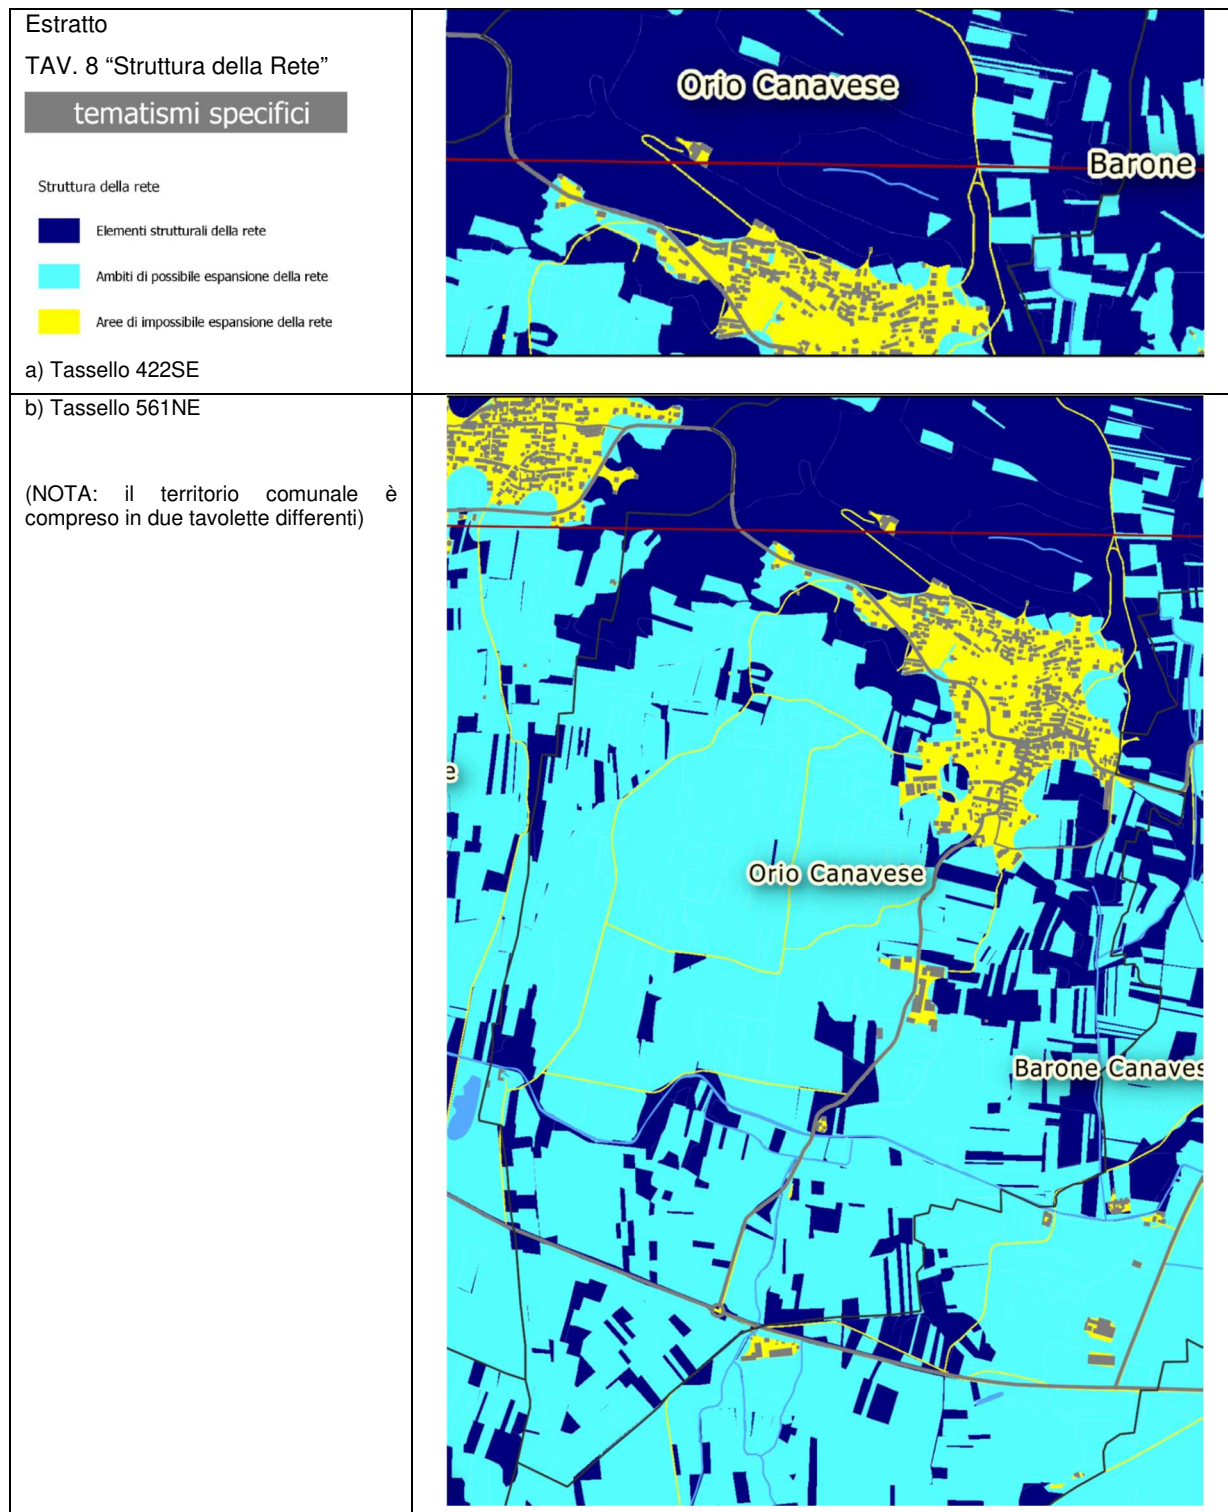 Estratto
TAV. 8 “Struttura della Rete”
tematismi specifici
Struttura della rete
Elementi strutturali della rete
Ambiti di possibile espansione della rete
Aree di impossibile espansione della rete
a) Tassello 422SE
Orio Canavese
Barone
b) Tassello 561NE
(NOTA: il territorio comunale è
compreso in due tavolette differenti)
e
Orio Canavese
Barone Canaves